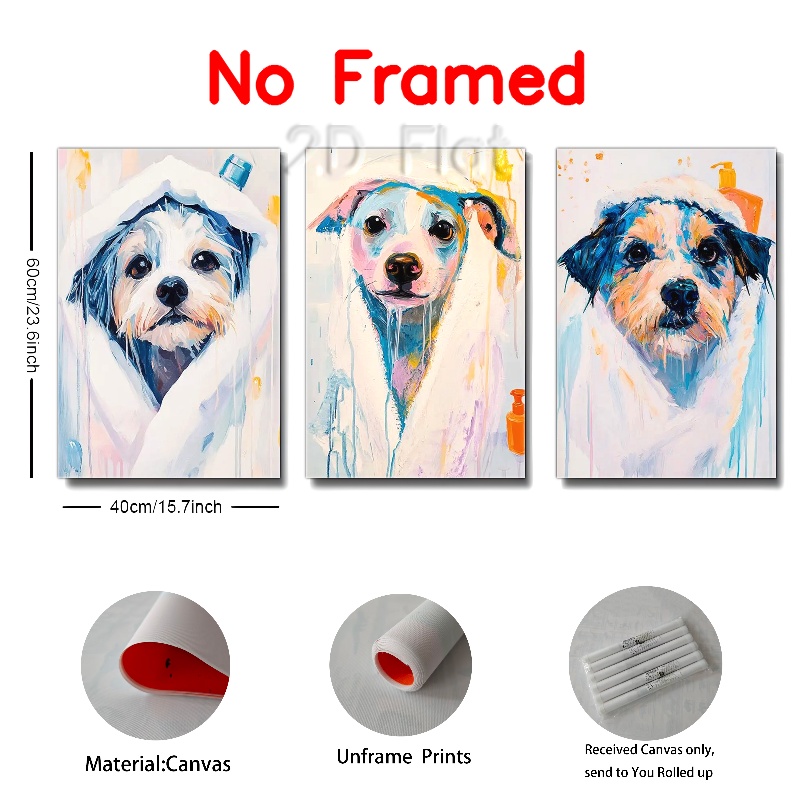 No Framed
2D Flat
60cm/23.6inch
40cm/15.7inch
Material:Canvas
Unframe Prints
Received Canvas only,
send to You Rolled up